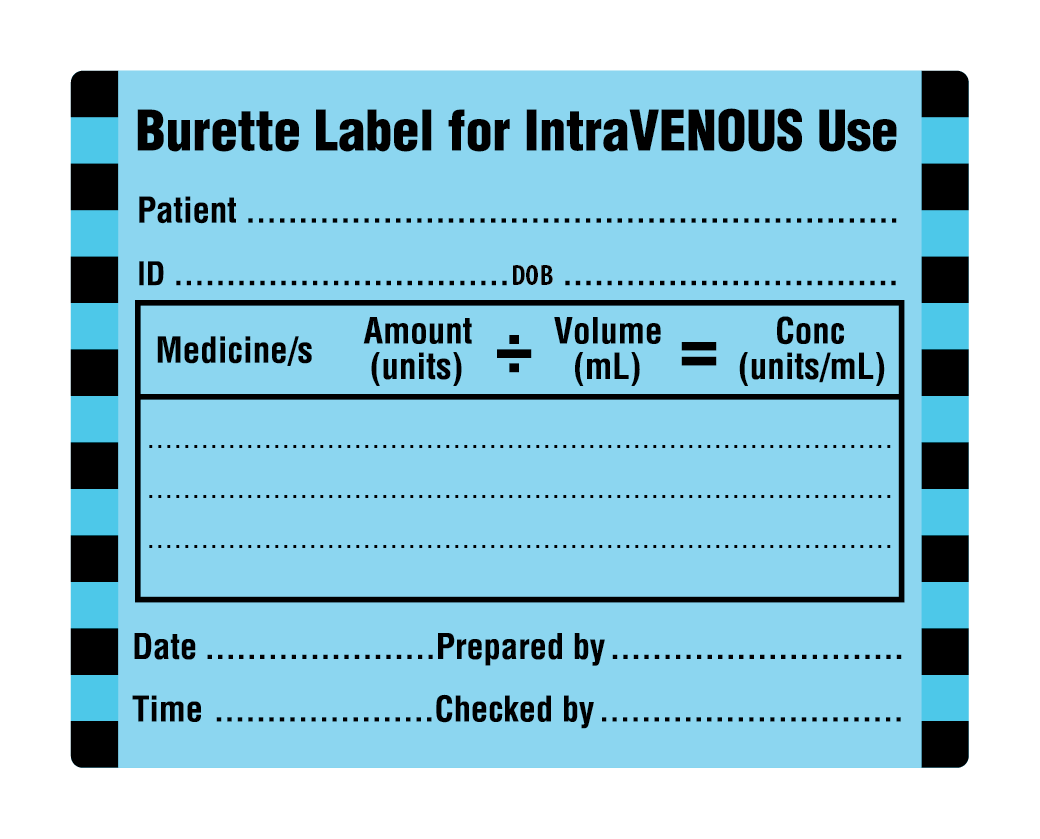 Burette Label for IntraVENOUS Use
Patient ..............................................................
ID ................................DOB ................................
Medicine/s Amount (units) ÷ Volume (mL) = Conc (units/mL)
....................................................................................
....................................................................................
....................................................................................
Date ......................Prepared by ............................
Time .....................Checked by .............................